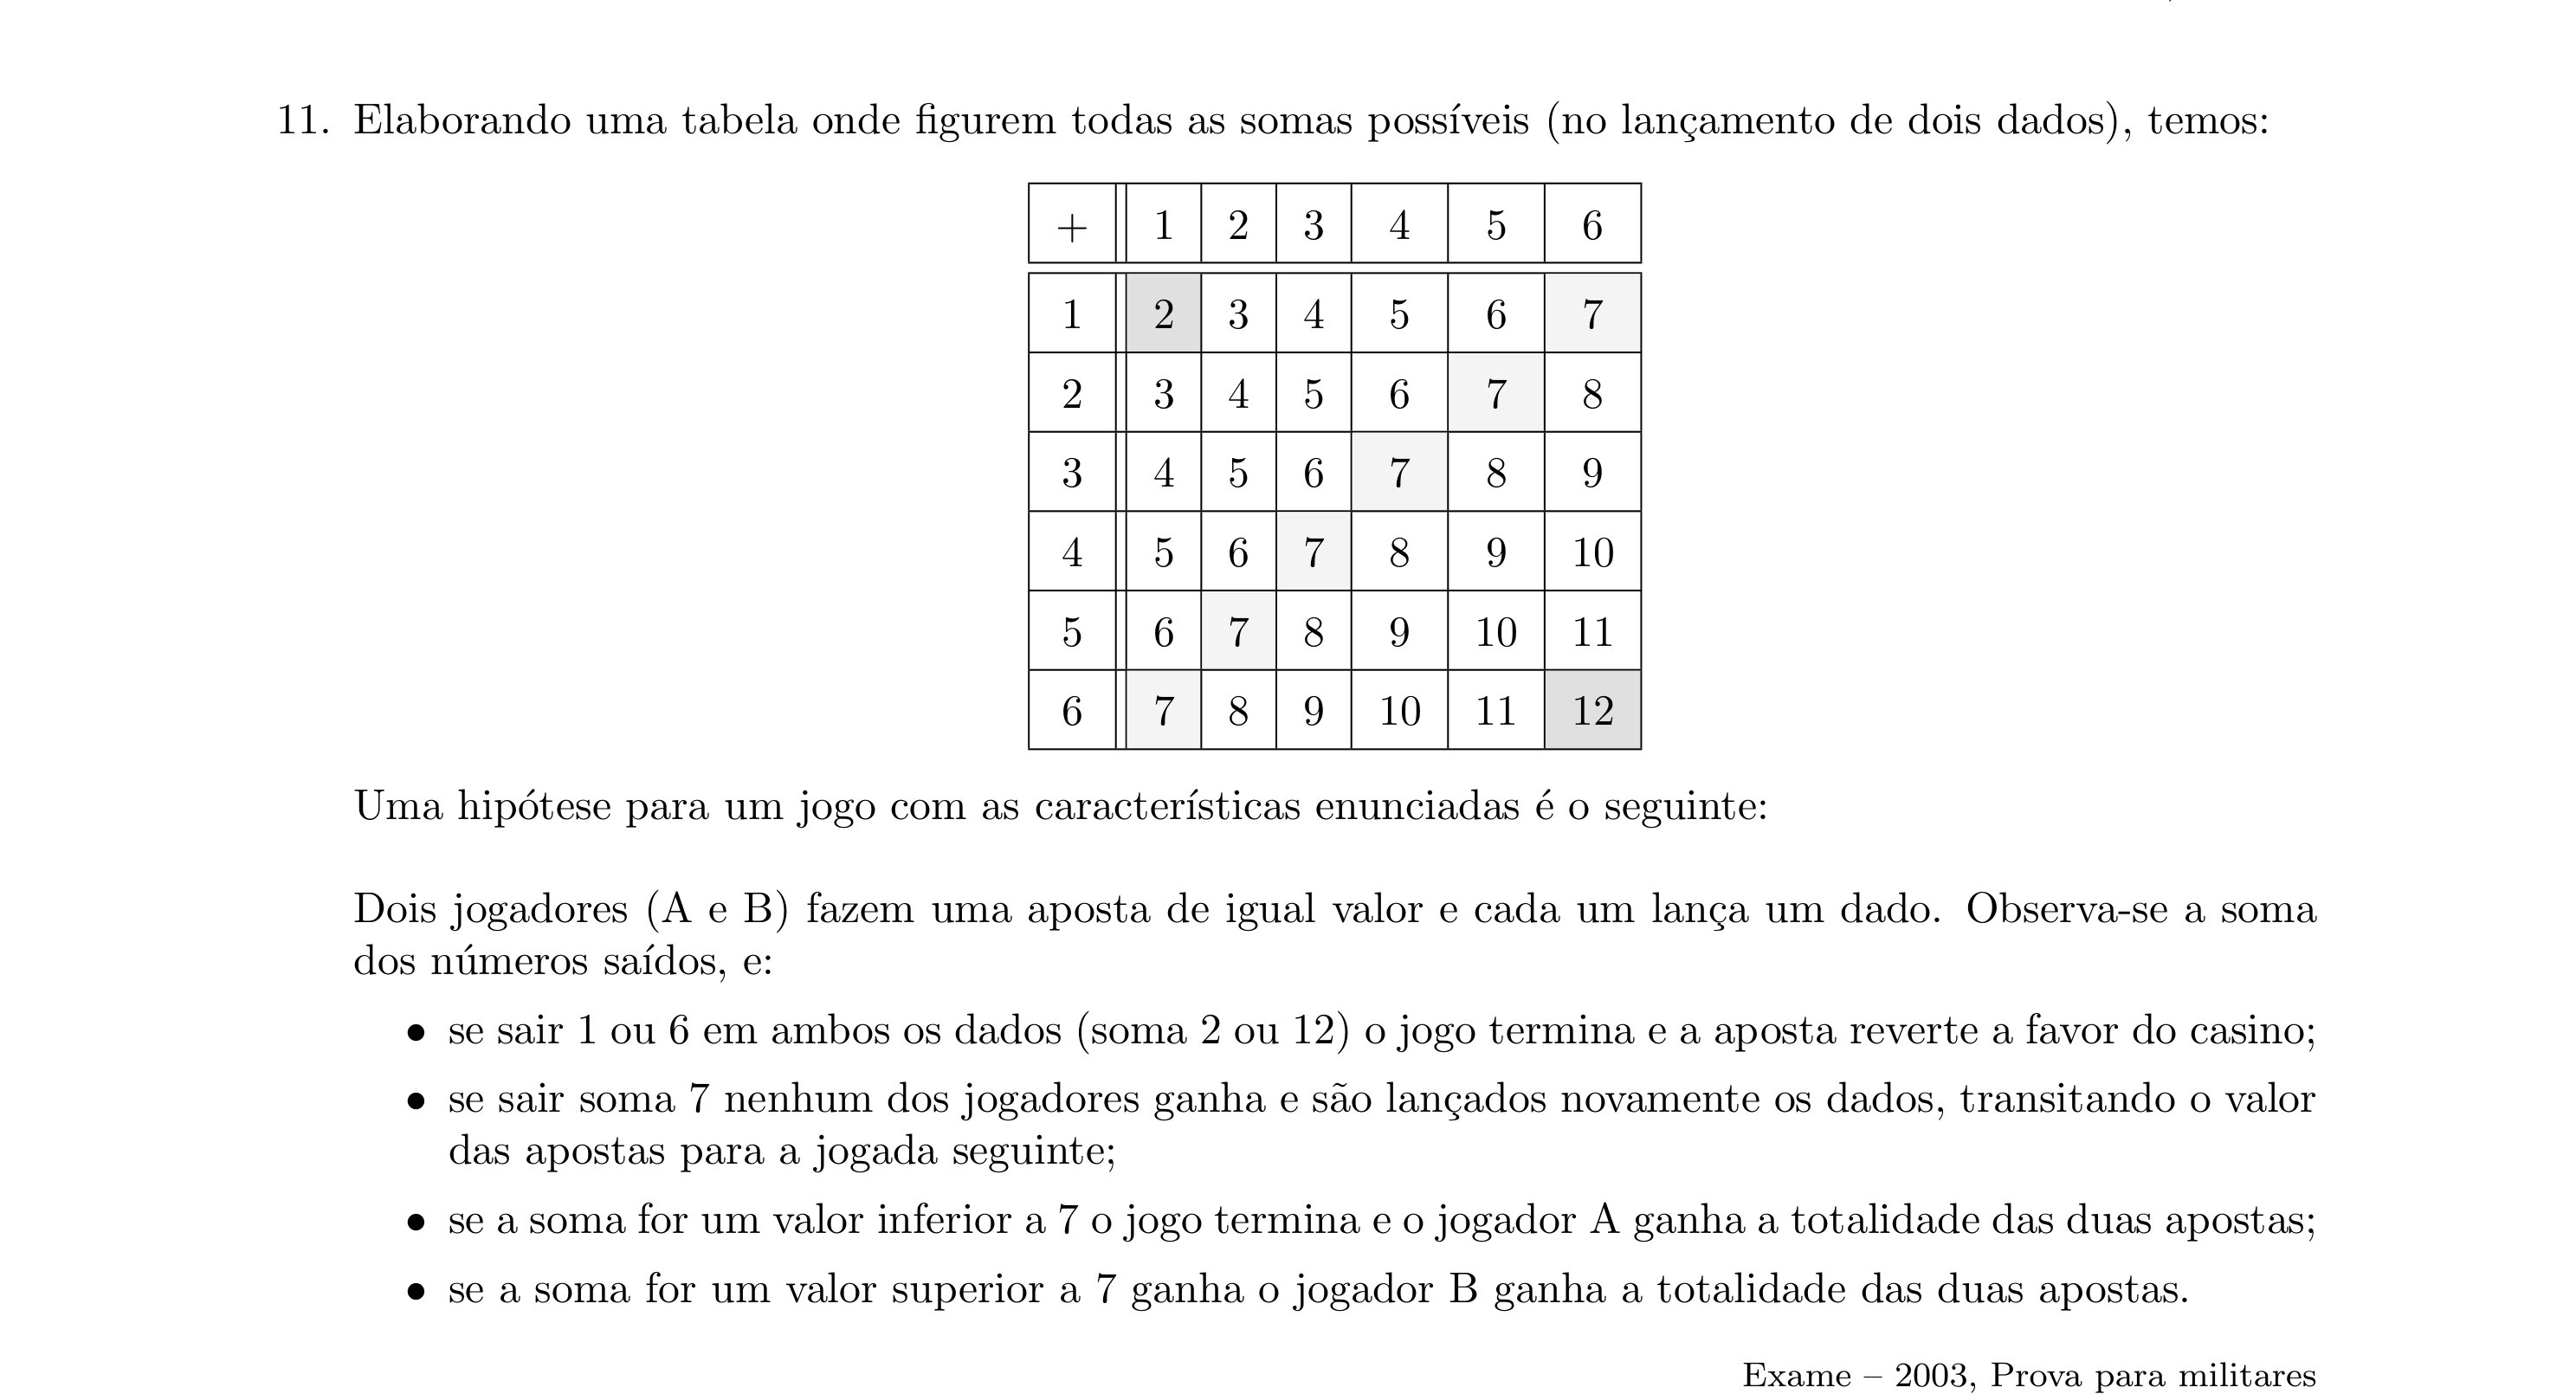 11. Elaborando uma tabela onde figurem todas as somas possíveis (no lançamento de dois dados), temos:
+ 1 2 3 4 5 6
1 2 3 4 5 6 7
2 3 4 5 6 7 8
3 4 5 6 7 8 9
4 5 6 7 8 9 10
5 6 7 8 9 10 11
6 7 8 9 10 11 12
Uma hipótese para um jogo com as características enunciadas é o seguinte:
Dois jogadores (A e B) fazem uma aposta de igual valor e cada um lança um dado. Observa-se a soma
dos números saídos, e:
• se sair 1 ou 6 em ambos os dados (soma 2 ou 12) o jogo termina e a aposta reverte a favor do casino;
• se sair soma 7 nenhum dos jogadores ganha e são lançados novamente os dados, transitando o valor
das apostas para a jogada seguinte;
• se a soma for um valor inferior a 7 o jogo termina e o jogador A ganha a totalidade das duas apostas;
• se a soma for um valor superior a 7 ganha o jogador B ganha a totalidade das duas apostas.
Exame – 2003, Prova para militares